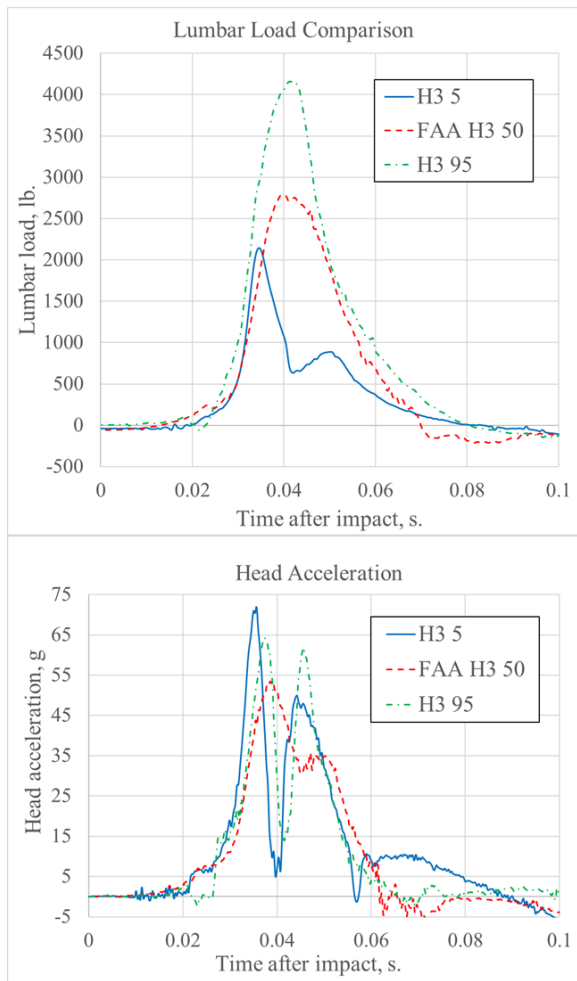 Lumbar Load Comparison
4500
4000
3500
3000
2500
2000
1500
1000
500
0
-500
Lumbar load, lb.
H3 5
FAA H3 50
H3 95
0
0.02
0.04
0.06
0.08
0.1
Time after impact, s.
Head Acceleration
75
65
55
45
35
25
15
5
-5
Head acceleration, g
H3 5
FAA H3 50
H3 95
0
0.02
0.04
0.06
0.08
0.1
Time after impact, s.